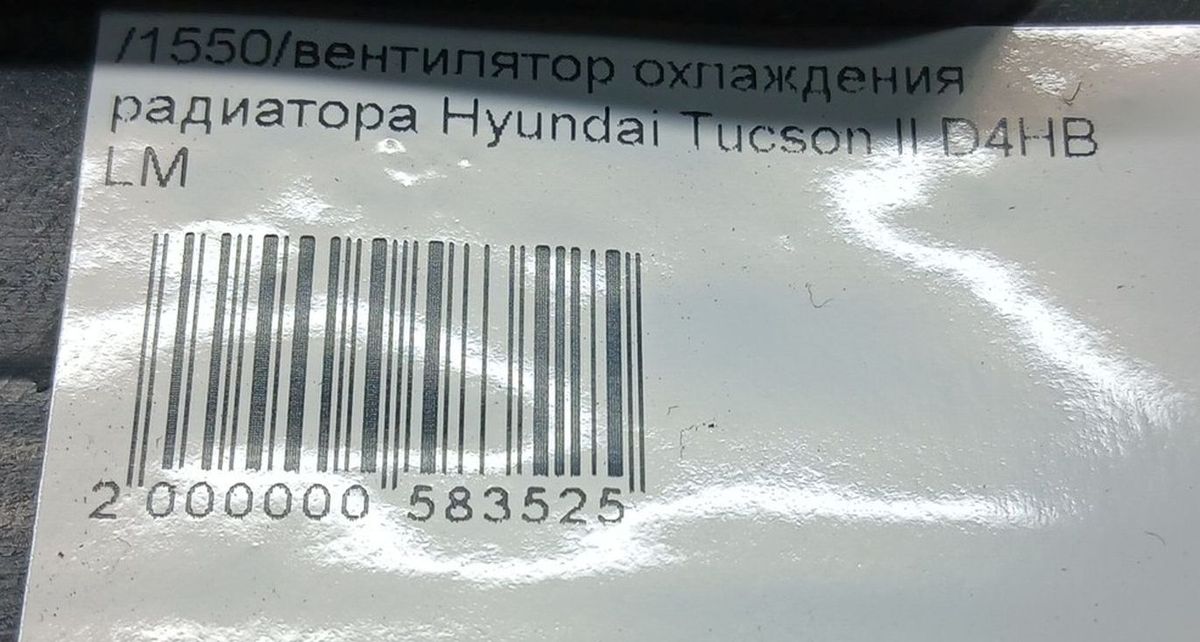 /1550/вентилятор охлаждения
радиатора Hyundai Tucson II D4HB
LM
2 000000 583525